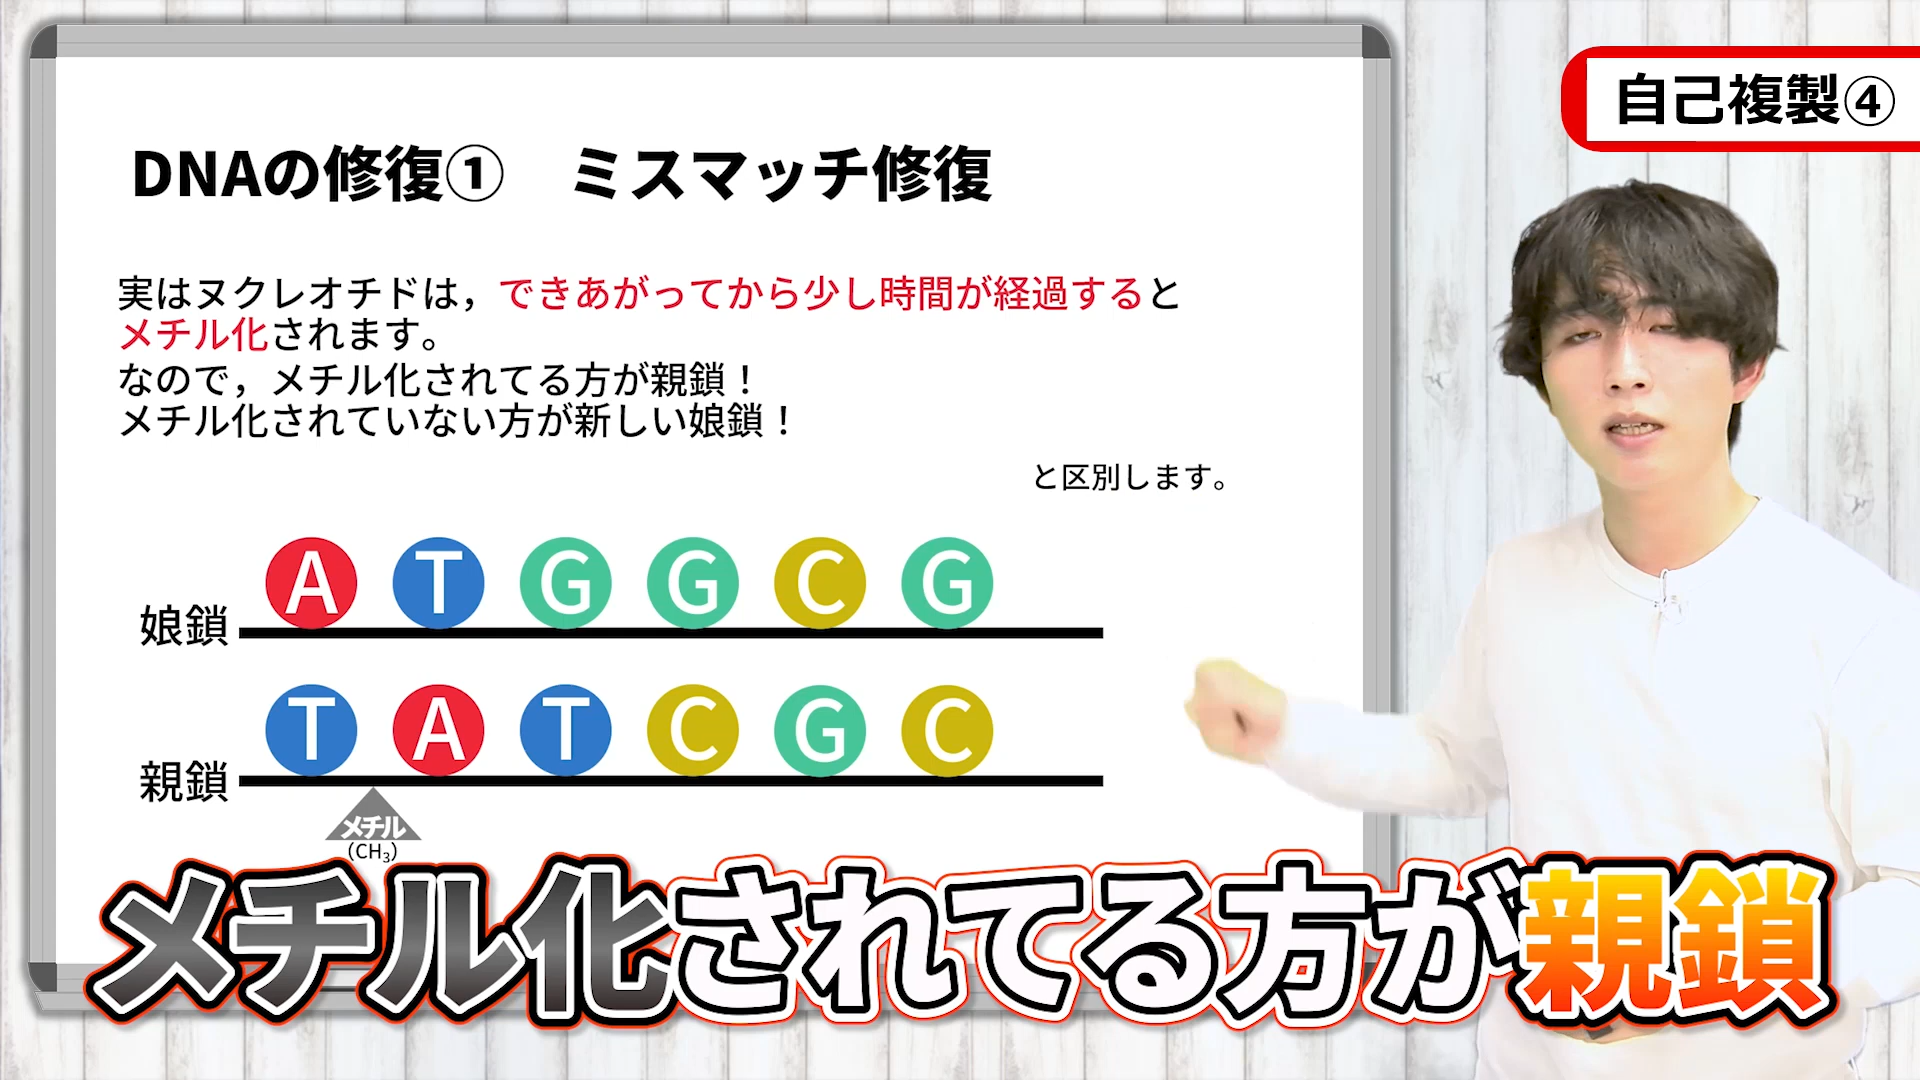 自己複製④
DNAの修復① ミスマッチ修復
実はヌクレオチドは，できあがってから少し時間が経過すると
メチル化されます。
なので，メチル化されてる方が親鎖！
メチル化されていない方が新しい娘鎖！
と区別します。
A T G G C G
娘鎖
T A T C G C
親鎖
メチル
(CH₃)
メチル化されてる方が親鎖